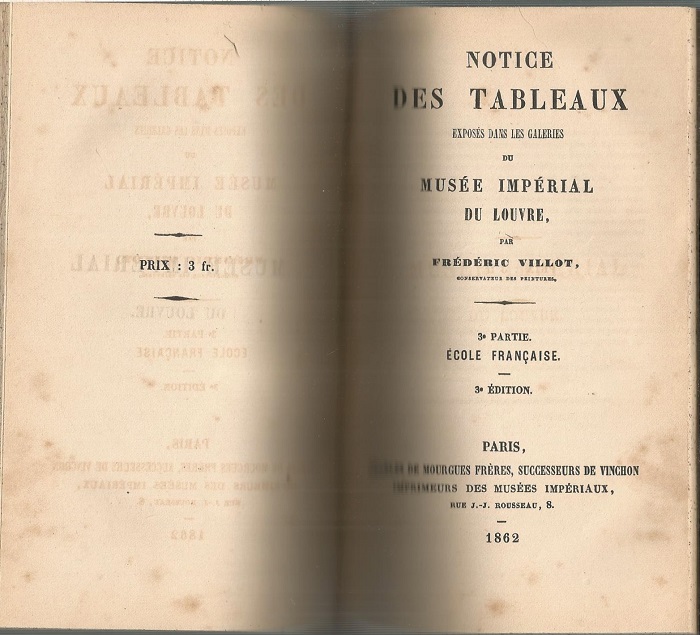 PRIX : 3 fr.
NOTICE
DES TABLEAUX
EXPOSÉS DANS LES GALERIES
DU
MUSÉE IMPÉRIAL
DU LOUVRE,
PAR
FRÉDÉRIC VILLOT,
CONSERVATEUR DES PEINTURES,
3e PARTIE.
ÉCOLE FRANÇAISE.
3e ÉDITION.
PARIS,
DE MOURGUES FRÈRES, SUCCESSEURS DE VINCHON
IMPRIMEURS DES MUSÉES IMPÉRIAUX,
RUE J.-J. ROUSSEAU, 8.
1862